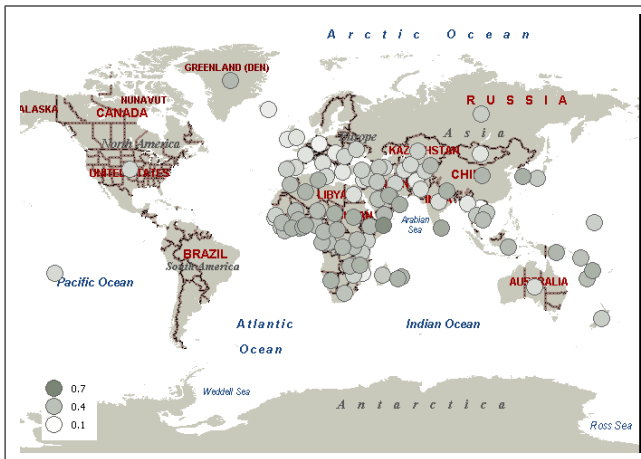 Arctic Ocean
GREENLAND (DEN)
RUSSIA
ALASKA
NUNAVUT
CANADA
Europe
Asia
North America
KAZAKHSTAN
UNITED STATES
CHI
LIBYA
Arabian
Sea
BRAZIL
South America
Pacific Ocean
AUSTRALIA
Atlantic
Ocean
Indian Ocean
0.7
0.4
0.1
Weddell Sea
Antarctica
Ross Sea